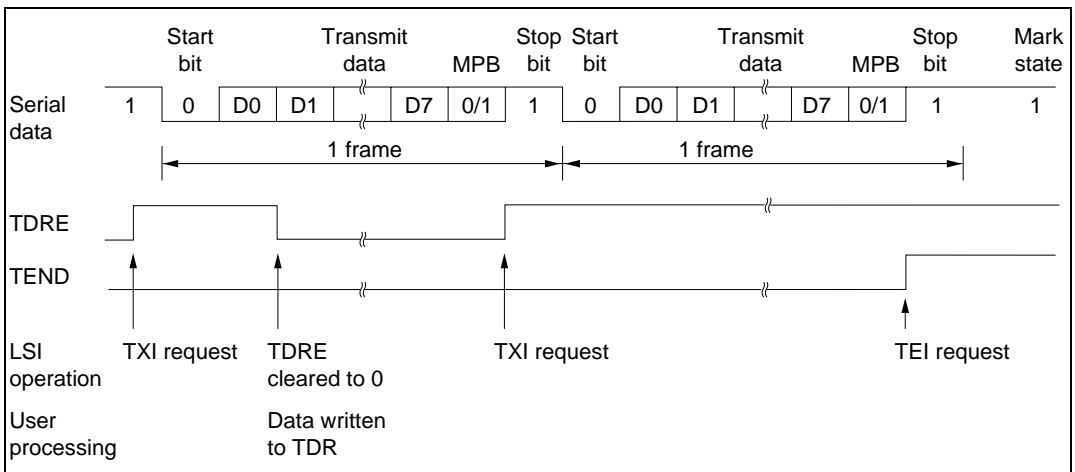 Start bit Transmit data MPB Stop bit Start bit Transmit data MPB Stop bit Mark state
Serial data 1 0 D0 D1 D7 0/1 1 0 D0 D1 D7 0/1 1 1
1 frame 1 frame
TDRE
TEND
LSI operation TXI request TDRE cleared to 0 TXI request TEI request
User processing Data written to TDR